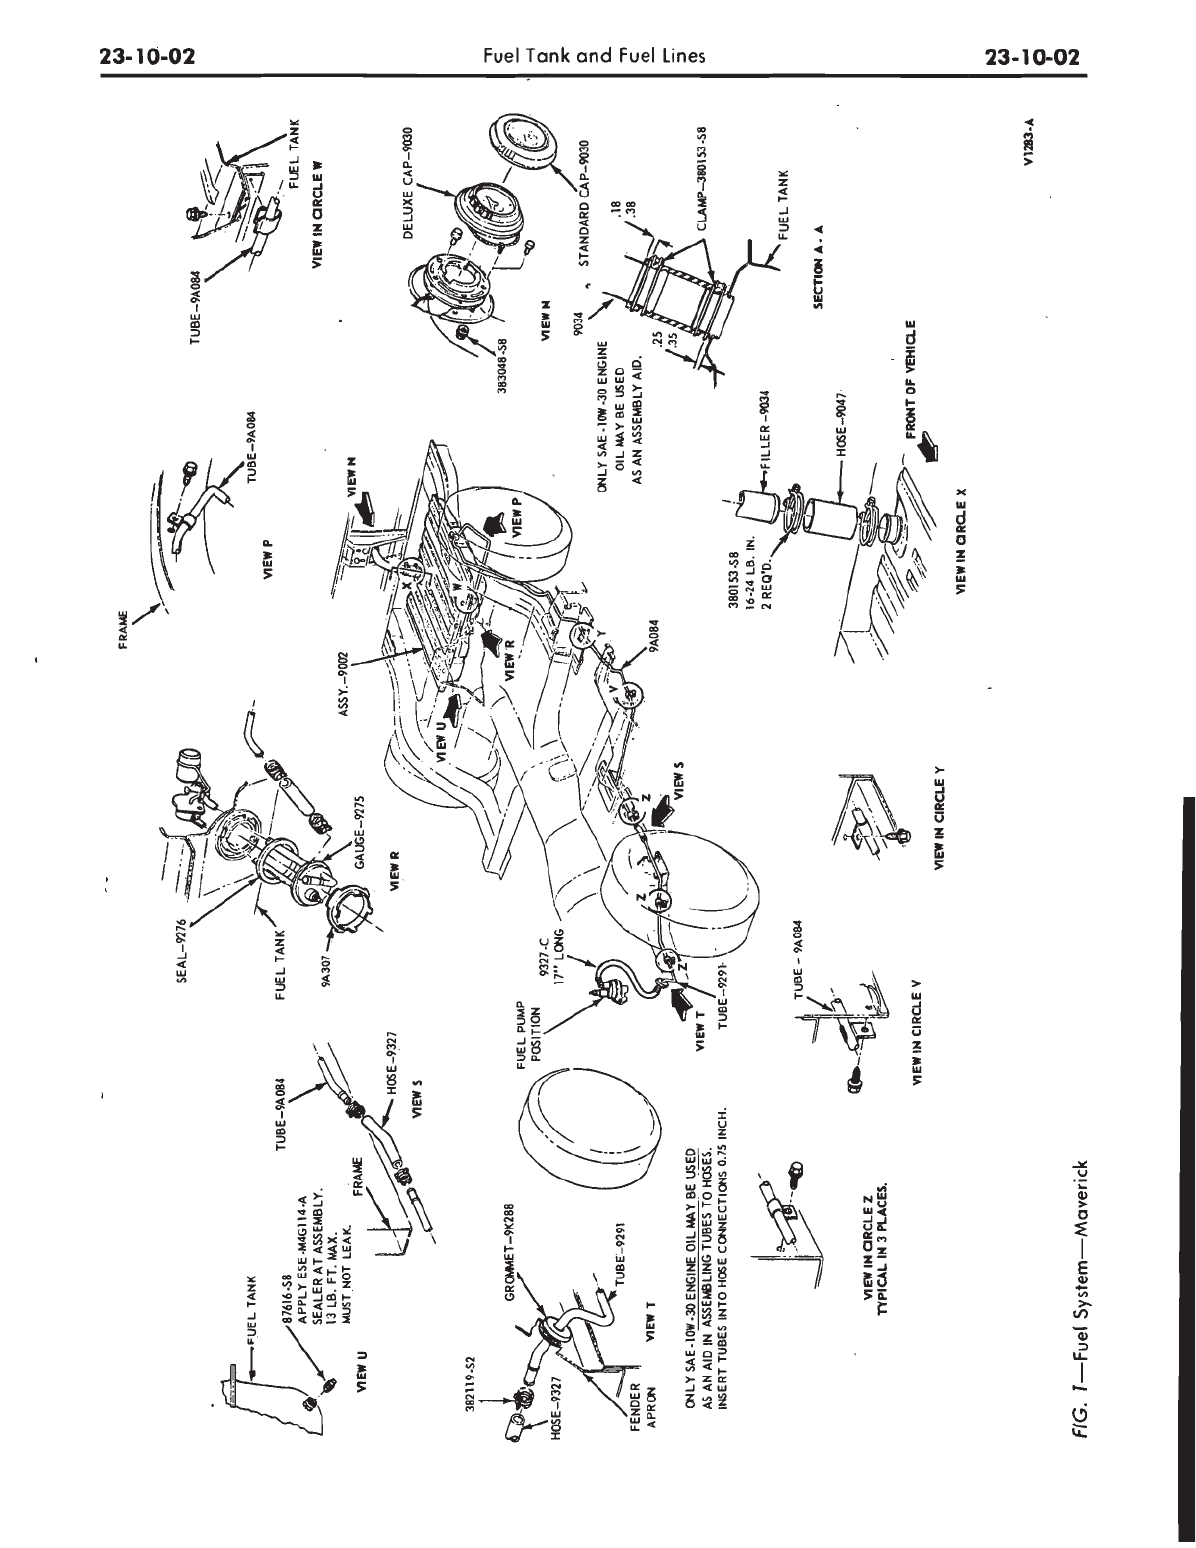 23-10-02
Fuel Tank and Fuel Lines
23-10-02
FUEL TANK
87616-S8
APPLY ESE-M4G114-A
SEALER AT ASSEMBLY.
13 LB. FT. MAX.
MUST NOT LEAK.
VIEW U
TUBE-9A084
FRAME
HOSE-9327
VIEW S
SEAL-9276
FUEL TANK
9A307
GAUGE-9275
VIEW R
FRAME
TUBE-9A084
VIEW P
TUBE-9A084
FUEL TANK
VIEW IN CIRCLE W
DELUXE CAP-9030
STANDARD CAP-9030
383048-S8
VIEW N
ASSY.-9002
VIEW N
X
W
VIEW P
VIEW R
VIEW U
Y
9A084
V
VIEW S
Z
Z
Z
9327-C
17" LONG
FUEL PUMP
POSITION
VIEW T
TUBE-9291
382119-S2
GROMMET-9K288
HOSE-9327
TUBE-9291
FENDER
APRON
VIEW T
ONLY SAE-10W-30 ENGINE OIL MAY BE USED
AS AN AID IN ASSEMBLING TUBES TO HOSES.
INSERT TUBES INTO HOSE CONNECTIONS 0.75 INCH.
9034
ONLY SAE-10W-30 ENGINE
OIL MAY BE USED
AS AN ASSEMBLY AID.
.18
.38
.25
.35
CLAMP-380153-S8
FUEL TANK
SECTION A-A
FILLER-9034
HOSE-9047
380153-S8
16-24 LB. IN.
2 REQ'D.
FRONT OF VEHICLE
VIEW IN CIRCLE X
VIEW IN CIRCLE Y
TUBE - 9A084
VIEW IN CIRCLE V
VIEW IN CIRCLE Z
TYPICAL IN 3 PLACES.
V1283-A
FIG. 1—Fuel System—Maverick